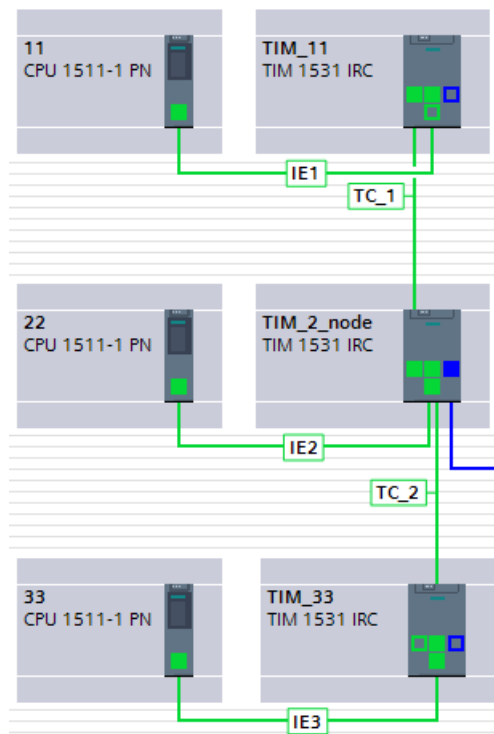 11
CPU 1511-1 PN
TIM_11
TIM 1531 IRC
IE1
TC_1
22
CPU 1511-1 PN
TIM_2_node
TIM 1531 IRC
IE2
TC_2
33
CPU 1511-1 PN
TIM_33
TIM 1531 IRC
IE3